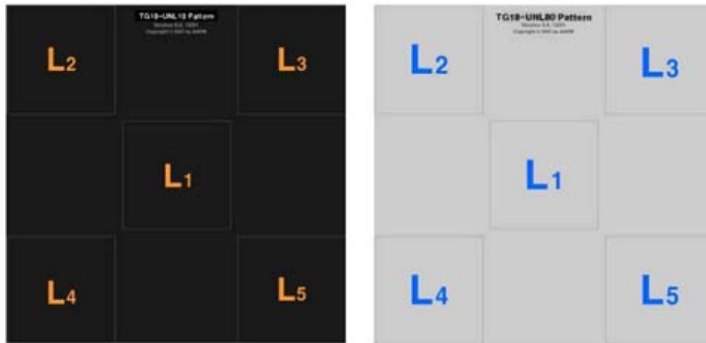 TG18-UNL10 Pattern
L2
L3
L1
L4
L5
TG18-UNL80 Pattern
L2
L3
L1
L4
L5